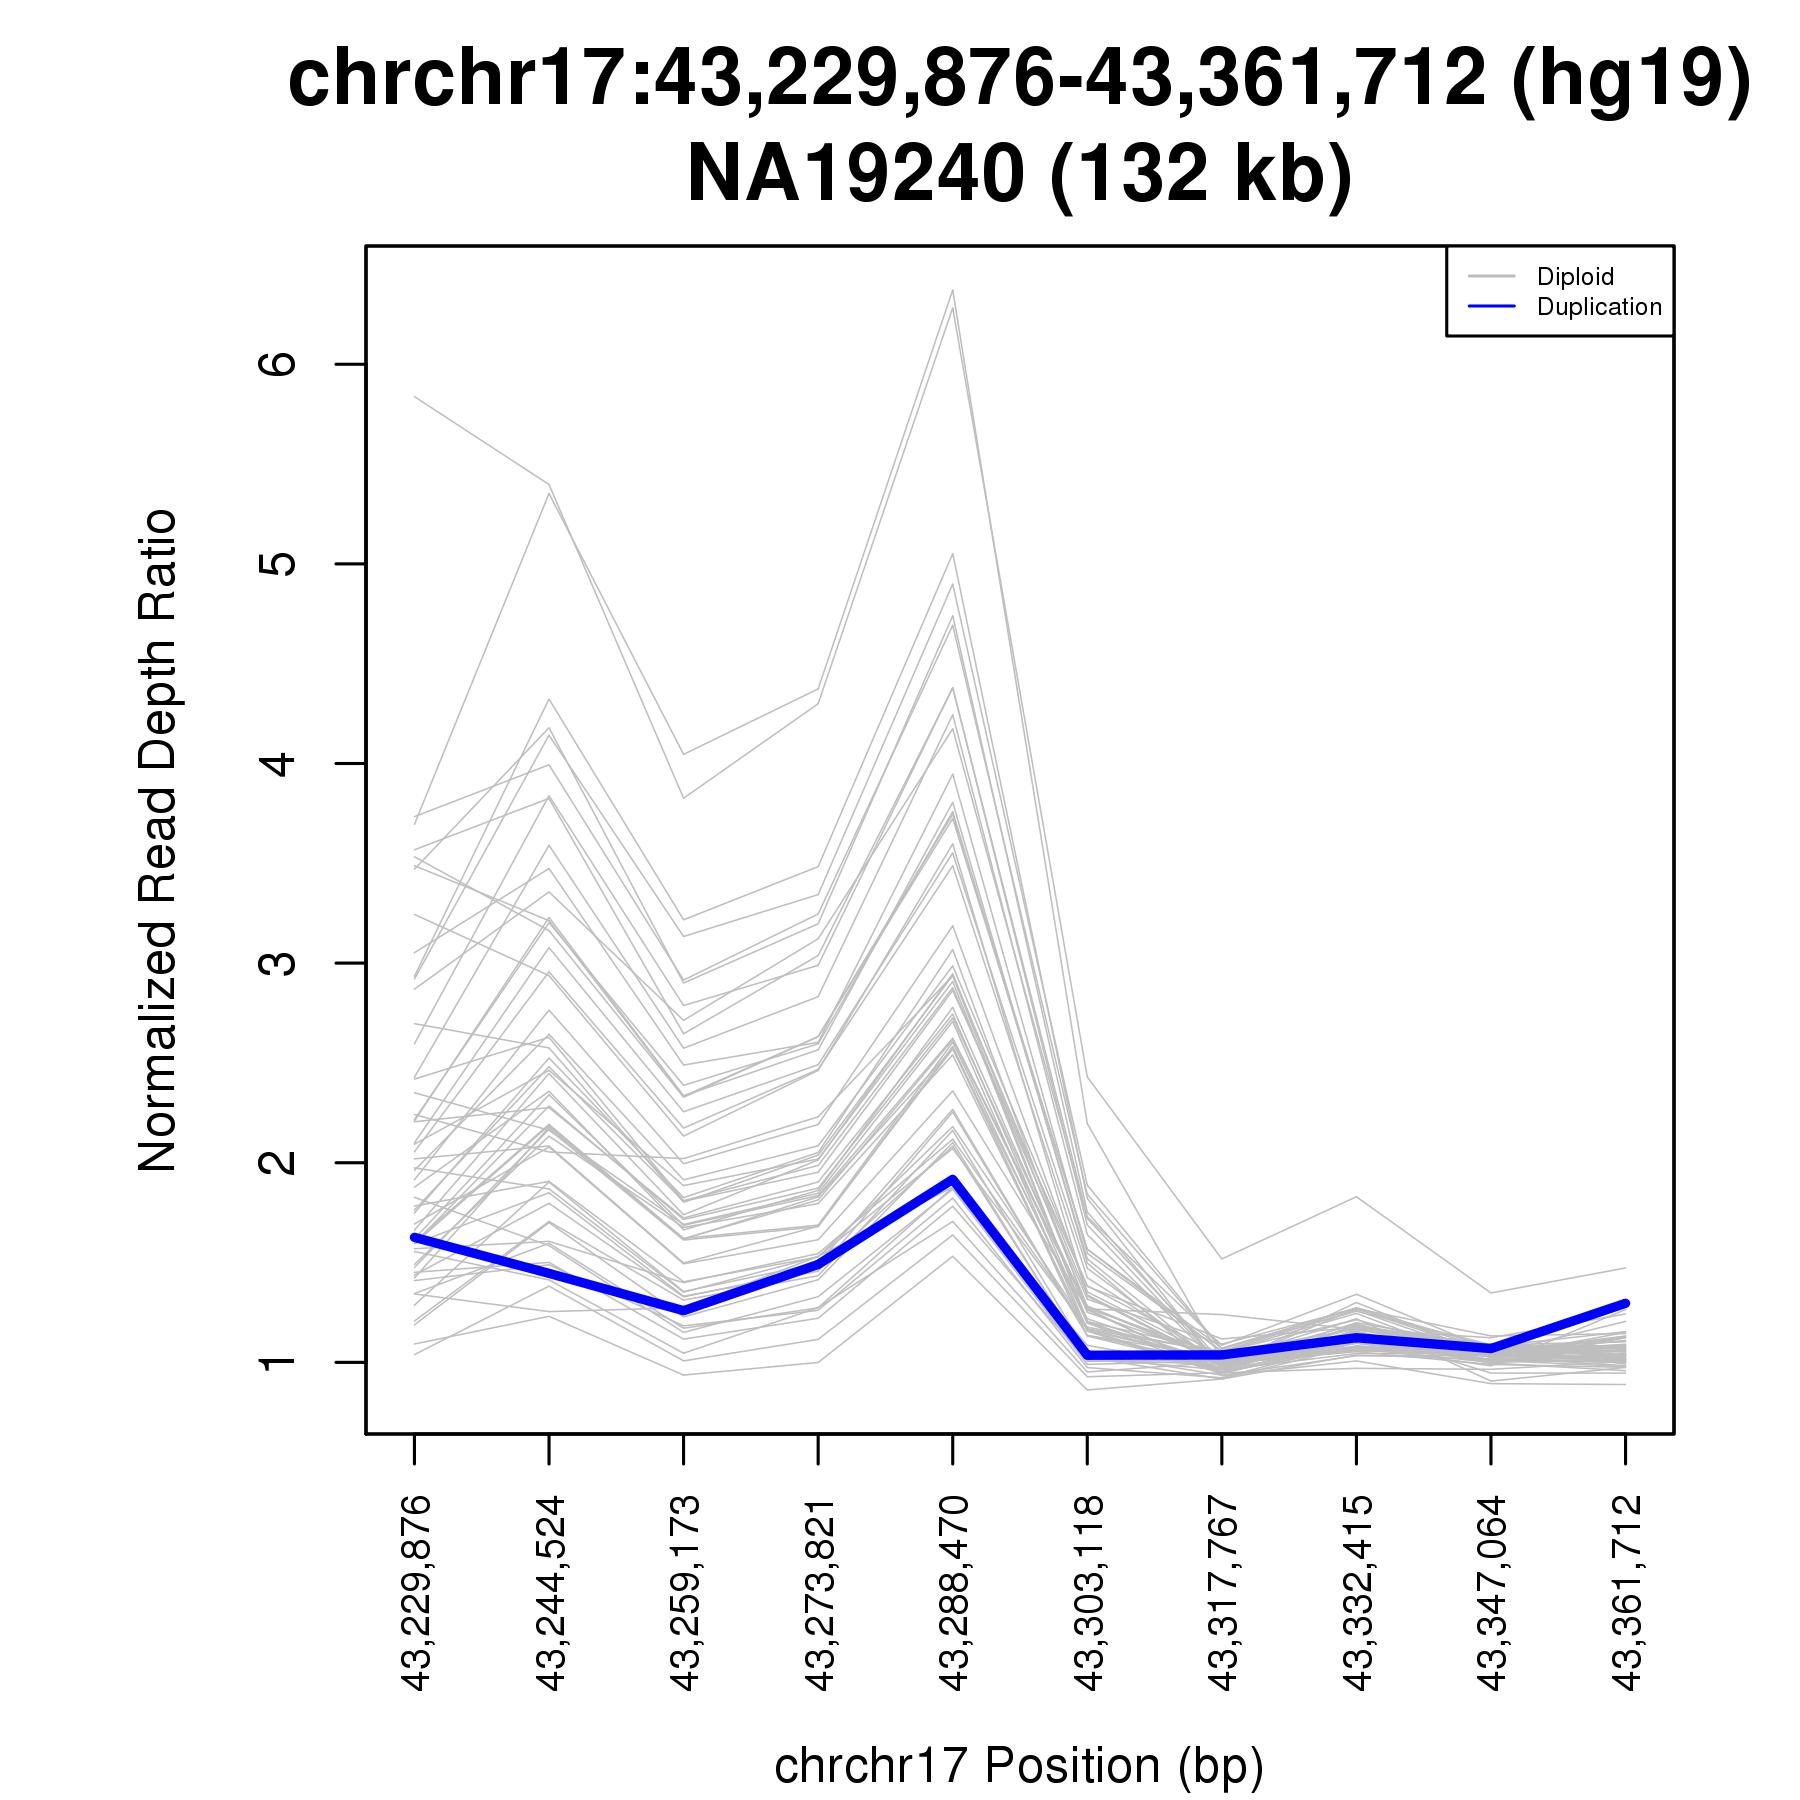 chrchr17:43,229,876-43,361,712 (hg19)
NA19240 (132 kb)
Diploid
Duplication
Normalized Read Depth Ratio
6
5
4
3
2
1
43,229,876
43,244,524
43,259,173
43,273,821
43,288,470
43,303,118
43,317,767
43,332,415
43,347,064
43,361,712
chrchr17 Position (bp)